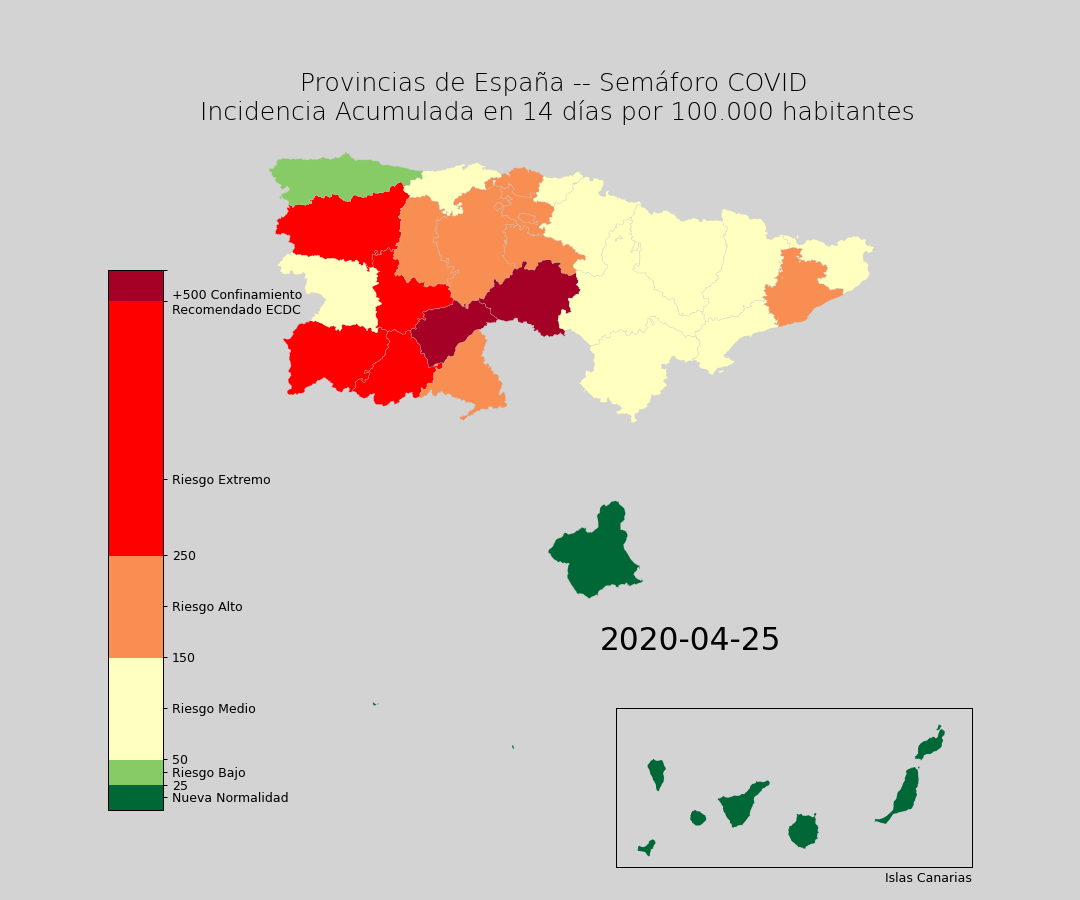 Provincias de España -- Semáforo COVID
Incidencia Acumulada en 14 días por 100.000 habitantes
+500 Confinamiento
Recomendado ECDC
Riesgo Extremo
250
Riesgo Alto
150
Riesgo Medio
50
Riesgo Bajo
25
Nueva Normalidad
2020-04-25
Islas Canarias